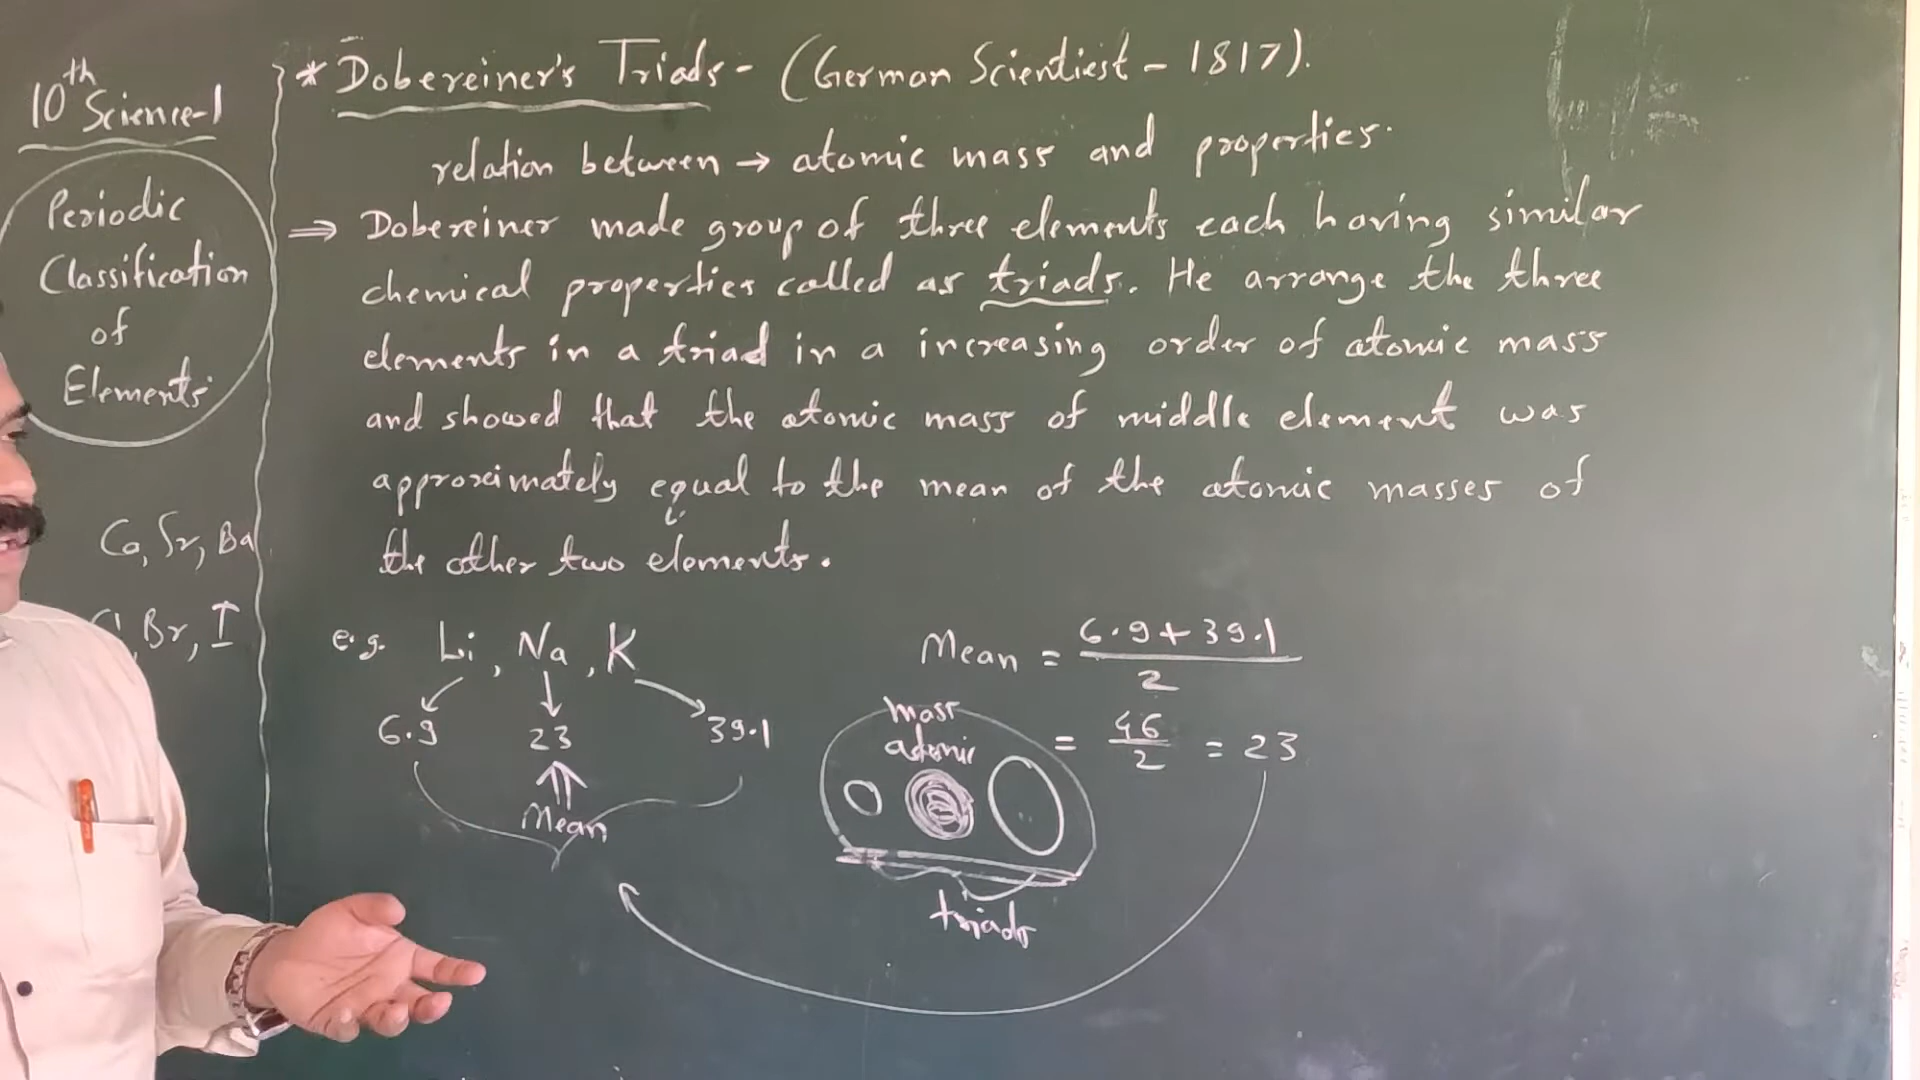 10th
Science-1
Periodic
Classification
of
Elements
Ca, Sr, Ba
, Br, I
* Dobereiner's Triads - (German Scientiest - 1817).
relation between → atomic mass and properties.
⇒ Dobereiner made group of three elements each having similar
chemical properties called as triads. He arrange the three
elements in a triad in a increasing order of atomic mass
and showed that the atomic mass of middle element was
approximately equal to the mean of the atomic masses of
the other two elements.
e.g. Li, Na, K
6.9 23 39.1
Mean
Mean = 6.9+39.1
2
= 46 = 23
2
mass
atomic
triads